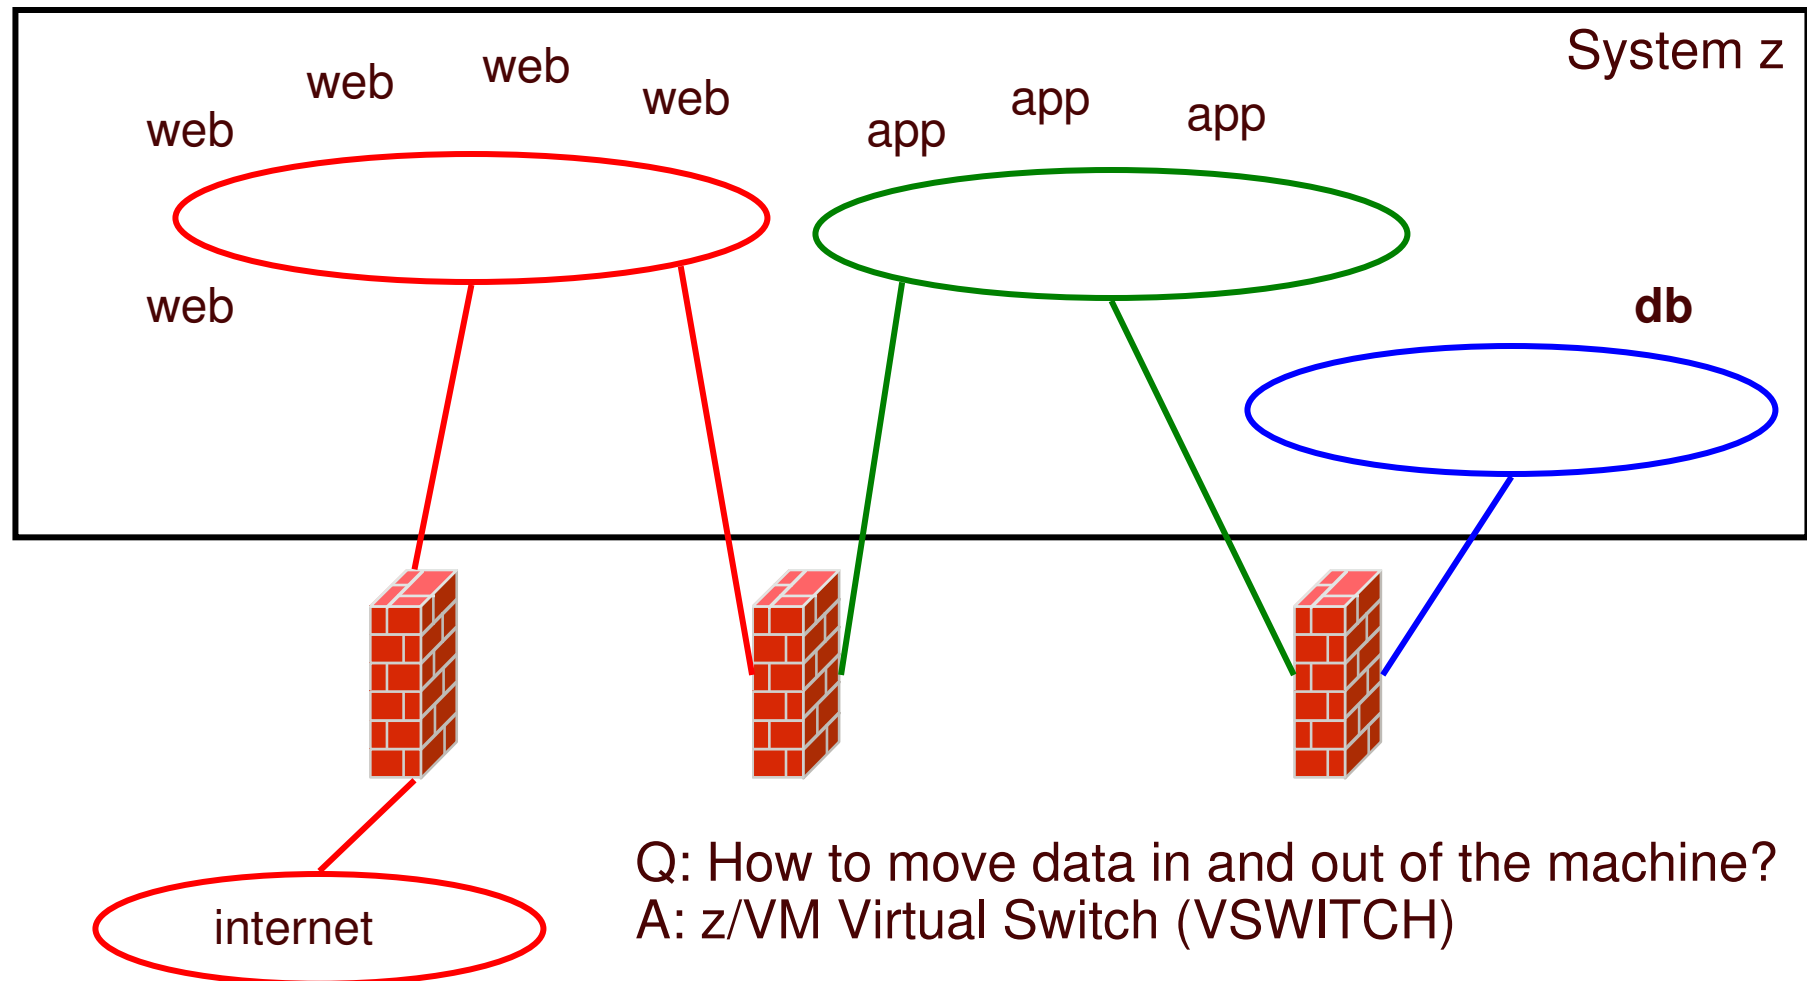 System z
web
web
web
web
app
app
app
web
db
internet
Q: How to move data in and out of the machine?
A: z/VM Virtual Switch (VSWITCH)